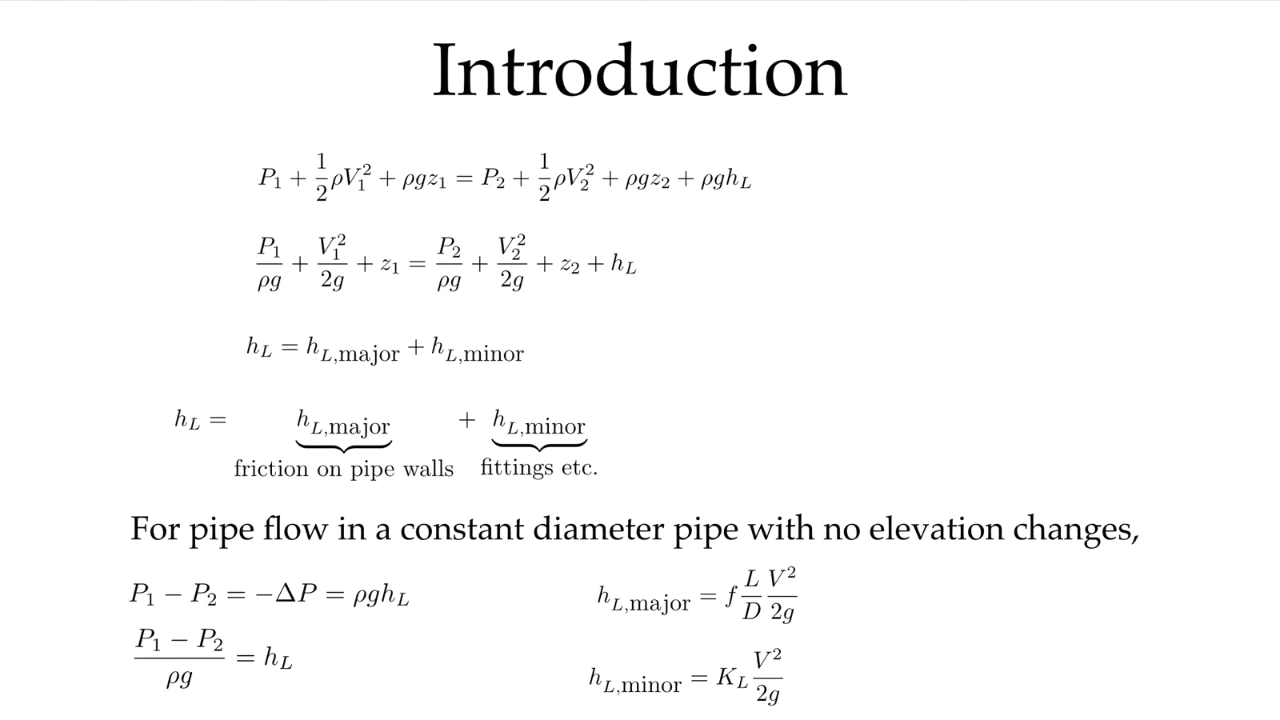 Introduction
$P_1 + \frac{1}{2}\rho V_1^2 + \rho g z_1 = P_2 + \frac{1}{2}\rho V_2^2 + \rho g z_2 + \rho g h_L$
$\frac{P_1}{\rho g} + \frac{V_1^2}{2g} + z_1 = \frac{P_2}{\rho g} + \frac{V_2^2}{2g} + z_2 + h_L$
$h_L = h_{L,\text{major}} + h_{L,\text{minor}}$
$h_L = \underbrace{h_{L,\text{major}}}_{\text{friction on pipe walls}} + \underbrace{h_{L,\text{minor}}}_{\text{fittings etc.}}$
For pipe flow in a constant diameter pipe with no elevation changes,
$P_1 - P_2 = -\Delta P = \rho g h_L$
$\frac{P_1 - P_2}{\rho g} = h_L$
$h_{L,\text{major}} = f \frac{L}{D} \frac{V^2}{2g}$
$h_{L,\text{minor}} = K_L \frac{V^2}{2g}$